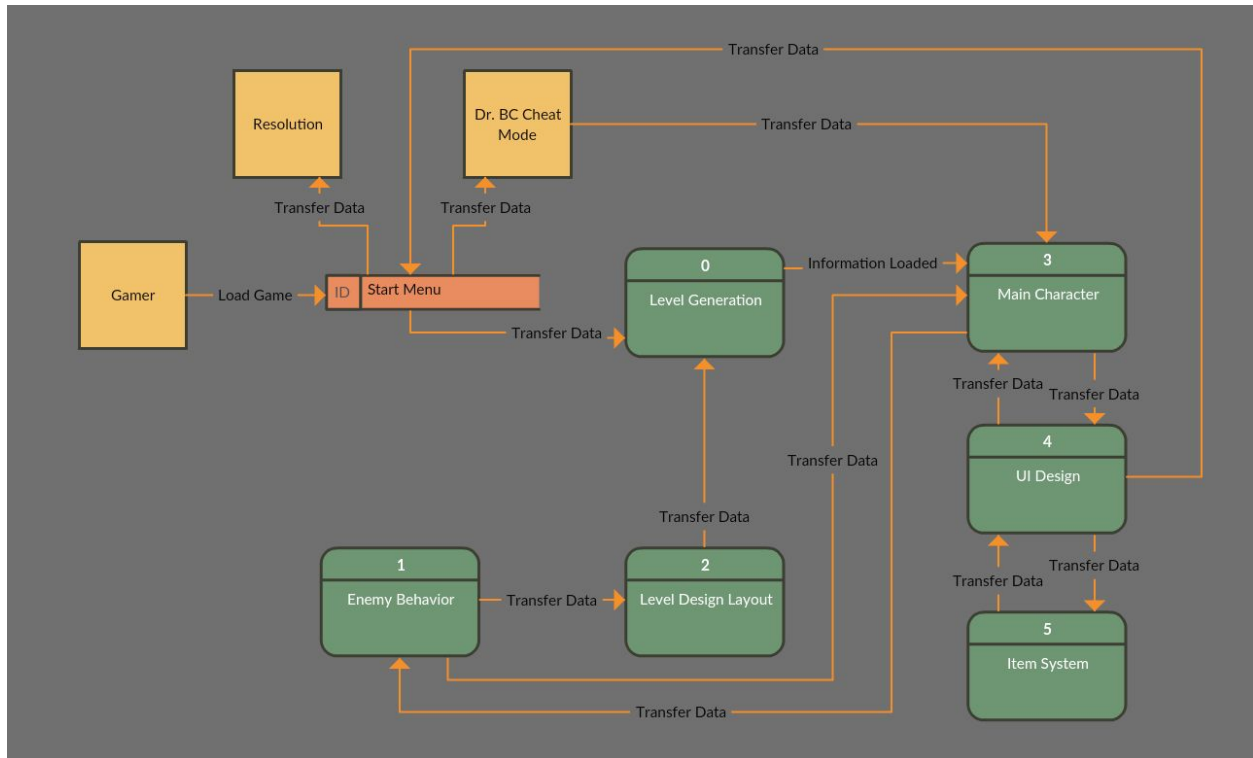 Transfer Data
Resolution
Dr. BC Cheat
Mode
Transfer Data
Transfer Data
Transfer Data
Gamer
Load Game
ID
Start Menu
Transfer Data
0
Level Generation
Information Loaded
3
Main Character
Transfer Data
Transfer Data
Transfer Data
4
UI Design
Transfer Data
Transfer Data
Transfer Data
1
Enemy Behavior
Transfer Data
2
Level Design Layout
5
Item System
Transfer Data